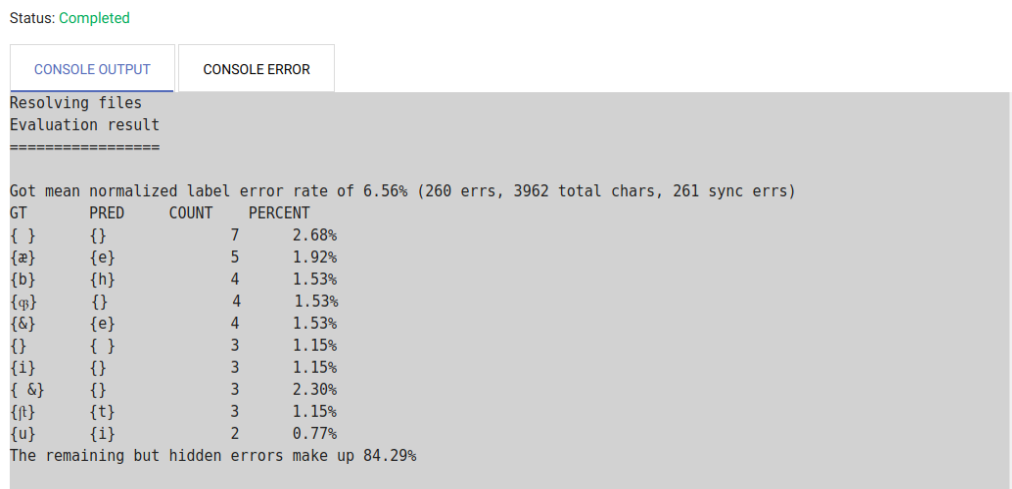 Status: Completed
CONSOLE OUTPUT CONSOLE ERROR
Resolving files
Evaluation result
=================
Got mean normalized label error rate of 6.56% (260 errs, 3962 total chars, 261 sync errs)
GT PRED COUNT PERCENT
{ } {} 7 2.68%
{æ} {e} 5 1.92%
{b} {h} 4 1.53%
{ꝙ} {} 4 1.53%
{&} {e} 4 1.53%
{} { } 3 1.15%
{i} {} 3 1.15%
{ &} {} 3 2.30%
{ſt} {t} 3 1.15%
{u} {i} 2 0.77%
The remaining but hidden errors make up 84.29%